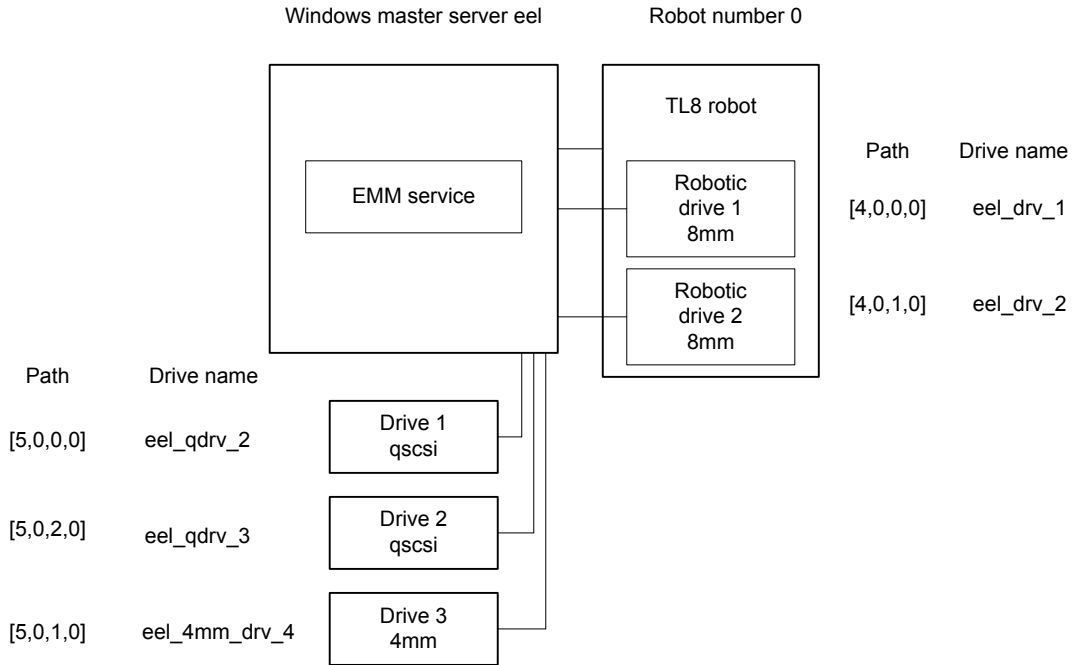 Windows master server eel
Robot number 0
TL8 robot
Path Drive name
EMM service
Robotic
drive 1
8mm
[4,0,0,0] eel_drv_1
Robotic
drive 2
8mm
[4,0,1,0] eel_drv_2
Path Drive name
[5,0,0,0] eel_qdrv_2
Drive 1
qscsi
[5,0,2,0] eel_qdrv_3
Drive 2
qscsi
[5,0,1,0] eel_4mm_drv_4
Drive 3
4mm